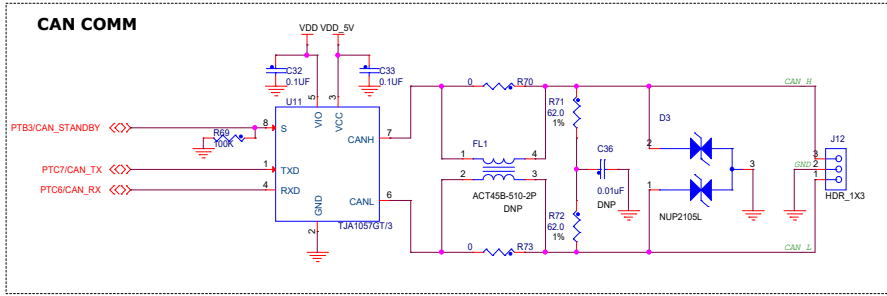 CAN COMM
VDD VDD_5V
C32
0.1UF
C33
0.1UF
U11
5
3
VIO
VCC
PTB3/CAN_STANDBY
8
S
R69
100K
PTC7/CAN_TX
1
TXD
PTC6/CAN_RX
4
RXD
CANH
7
CANL
6
GND
2
TJA1057GT/3
0
R70
FL1
1
4
2
3
ACT45B-510-2P
DNP
0
R73
R71
62.0
1%
R72
62.0
1%
C36
0.01uF
DNP
D3
2
1
3
NUP2105L
CAN_H
GND
CAN_L
J12
3
2
1
HDR_1X3